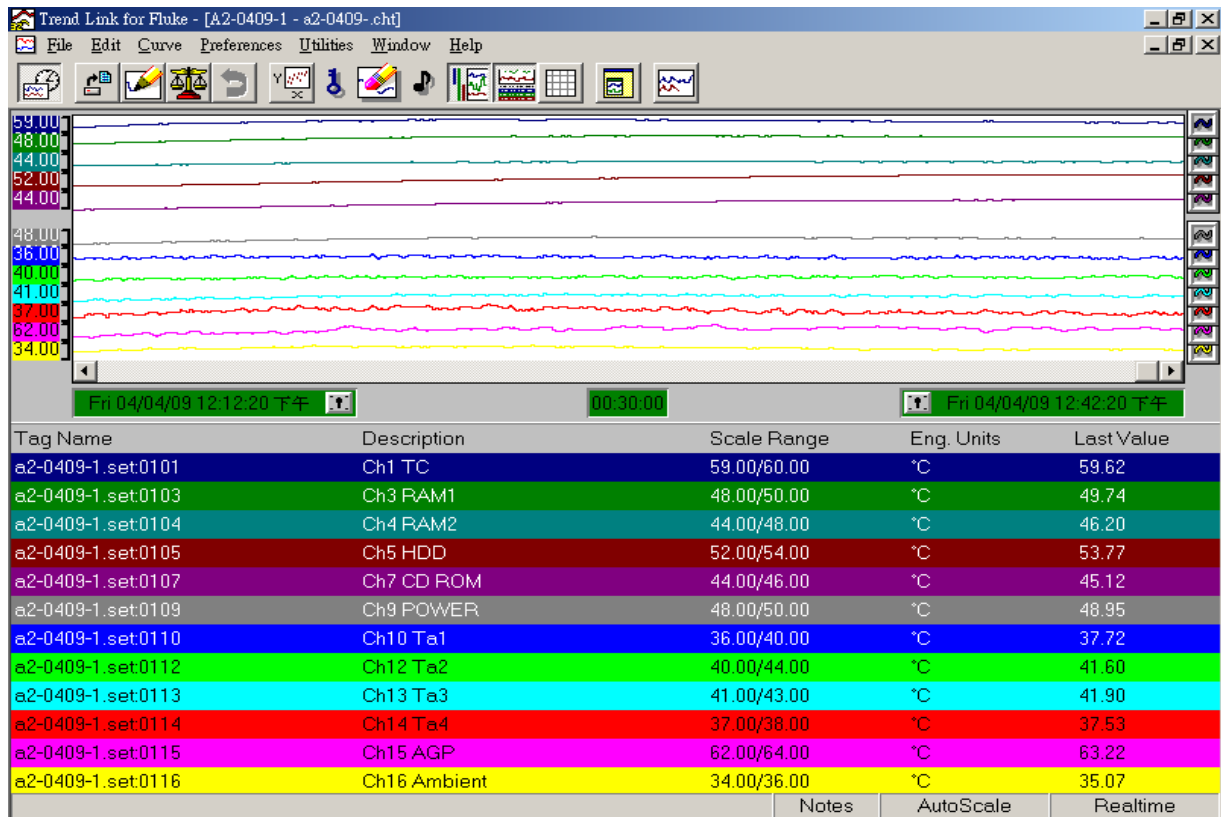 Trend Link for Fluke - [A2-0409-1 - a2-0409-.cht]
File Edit Curve Preferences Utilities Window Help
59.00
48.00
44.00
52.00
44.00
48.00
36.00
40.00
41.00
37.00
62.00
34.00
Fri 04/04/09 12:12:20 下午 00:30:00 Fri 04/04/09 12:42:20 下午
Tag Name Description Scale Range Eng. Units Last Value
a2-0409-1.set:0101 Ch1 TC 59.00/60.00 °C 59.62
a2-0409-1.set:0103 Ch3 RAM1 48.00/50.00 °C 49.74
a2-0409-1.set:0104 Ch4 RAM2 44.00/48.00 °C 46.20
a2-0409-1.set:0105 Ch5 HDD 52.00/54.00 °C 53.77
a2-0409-1.set:0107 Ch7 CD ROM 44.00/46.00 °C 45.12
a2-0409-1.set:0109 Ch9 POWER 48.00/50.00 °C 48.95
a2-0409-1.set:0110 Ch10 Ta1 36.00/40.00 °C 37.72
a2-0409-1.set:0112 Ch12 Ta2 40.00/44.00 °C 41.60
a2-0409-1.set:0113 Ch13 Ta3 41.00/43.00 °C 41.90
a2-0409-1.set:0114 Ch14 Ta4 37.00/38.00 °C 37.53
a2-0409-1.set:0115 Ch15 AGP 62.00/64.00 °C 63.22
a2-0409-1.set:0116 Ch16 Ambient 34.00/36.00 °C 35.07
Notes AutoScale Realtime